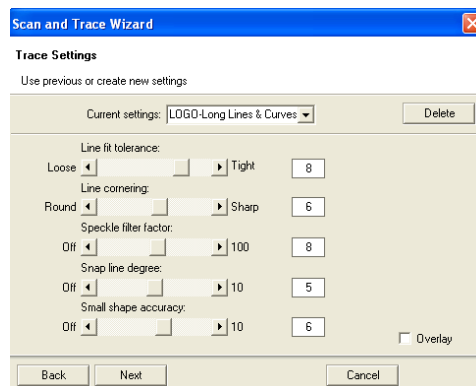 Scan and Trace Wizard
Trace Settings
Use previous or create new settings
Current settings: LOGO-Long Lines & Curves Delete
Line fit tolerance:
Loose Tight 8
Line cornering:
Round Sharp 6
Speckle filter factor:
Off 100 8
Snap line degree:
Off 10 5
Small shape accuracy:
Off 10 6
Overlay
Back Next Cancel